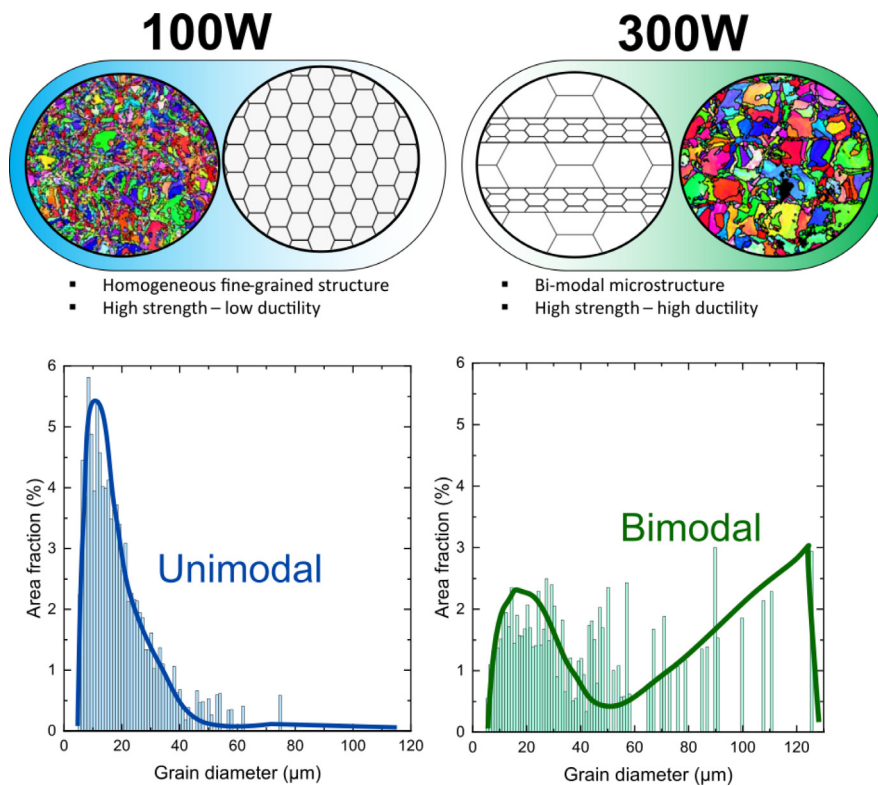 100W
300W
▪ Homogeneous fine-grained structure
▪ High strength – low ductility
▪ Bi-modal microstructure
▪ High strength – high ductility
6
5
4
3
2
1
0
Area fraction (%)
Unimodal
0 20 40 60 80 100 120
Grain diameter (µm)
6
5
4
3
2
1
0
Area fraction (%)
Bimodal
0 20 40 60 80 100 120
Grain diameter (µm)